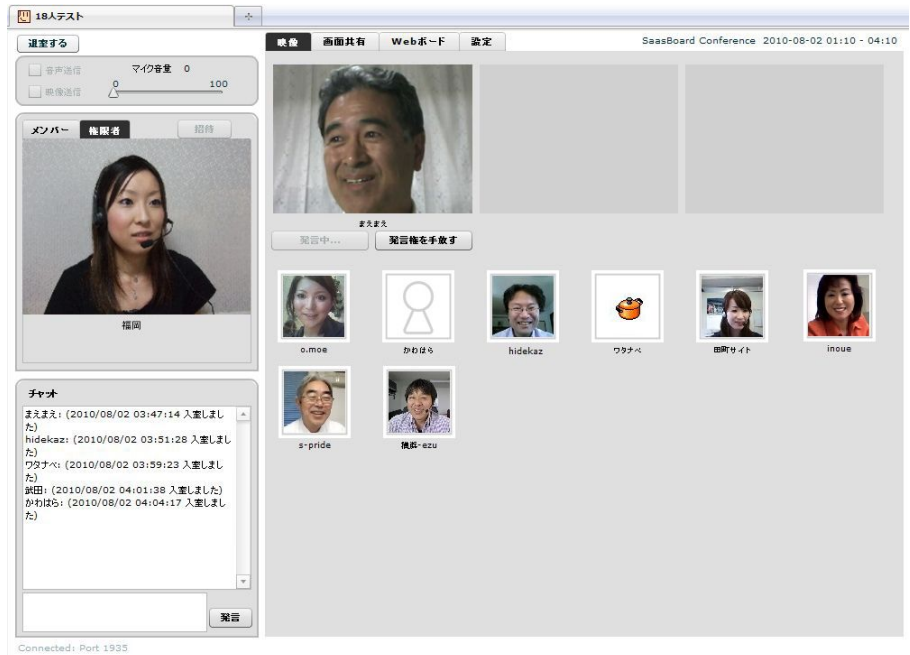 18人テスト
退室する
音声送信
マイク音量 0
映像送信
0 100
メンバー 権限者 招待
福岡
チャット
まえまえ: (2010/08/02 03:47:14 入室しまし
た)
hidekaz: (2010/08/02 03:51:28 入室しまし
た)
ワタナベ: (2010/08/02 03:59:23 入室しまし
た)
武田: (2010/08/02 04:01:38 入室しました)
かわはら: (2010/08/02 04:04:17 入室しまし
た)
発言
Connected: Port 1935
映像 画面共有 Webボード 設定
SaasBoard Conference 2010-08-02 01:10 - 04:10
まえまえ
発言中... 発言権を手放す
o.moe かわはら hidekaz ワタナベ 田町サイト inoue
s-pride 横浜-ezu